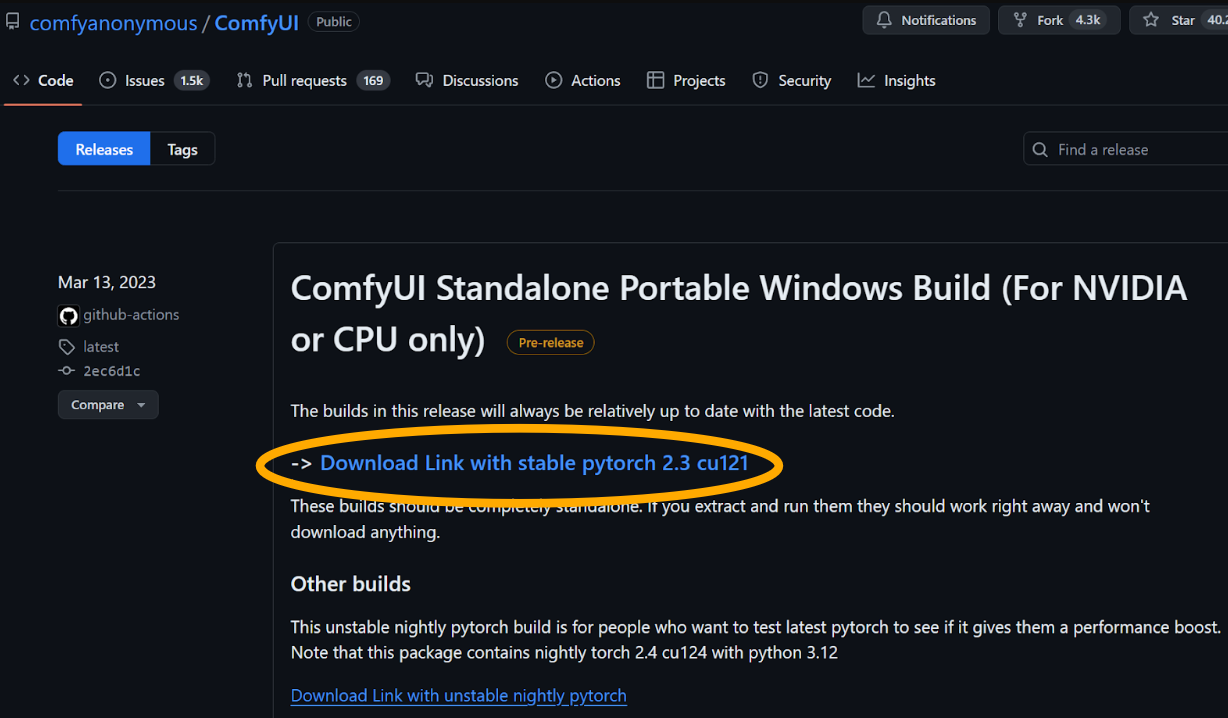 comfyanonymous / ComfyUI Public
Notifications Fork 4.3k Star 40.2
Code Issues 1.5k Pull requests 169 Discussions Actions Projects Security Insights
Releases Tags
Find a release
Mar 13, 2023
github-actions
latest
2ec6d1c
Compare
ComfyUI Standalone Portable Windows Build (For NVIDIA
or CPU only) Pre-release
The builds in this release will always be relatively up to date with the latest code.
-> Download Link with stable pytorch 2.3 cu121
These builds should be completely standalone. If you extract and run them they should work right away and won't
download anything.
Other builds
This unstable nightly pytorch build is for people who want to test latest pytorch to see if it gives them a performance boost.
Note that this package contains nightly torch 2.4 cu124 with python 3.12
Download Link with unstable nightly pytorch